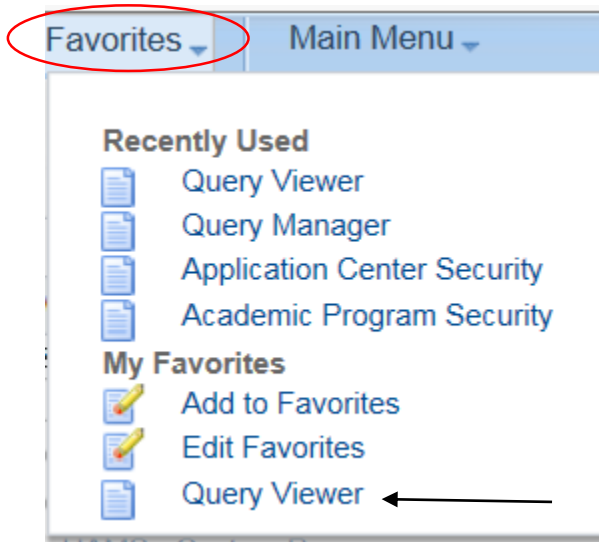 Favorites Main Menu
Recently Used
Query Viewer
Query Manager
Application Center Security
Academic Program Security
My Favorites
Add to Favorites
Edit Favorites
Query Viewer